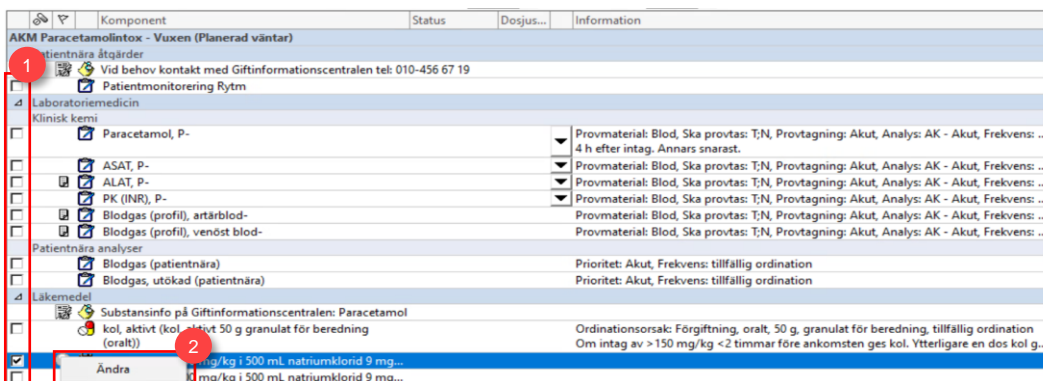 Komponent Status Dosjus... Information
AKM Paracetamolintox - Vuxen (Planerad väntar)
atientnära åtgärder
1
Vid behov kontakt med Giftinformationscentralen tel: 010-456 67 19
Patientmonitorering Rytm
Laboratoriemedicin
Klinisk kemi
Paracetamol, P- Provmaterial: Blod, Ska provtas: T;N, Provtagning: Akut, Analys: AK - Akut, Frekvens: ...
4 h efter intag. Annars snarast.
ASAT, P- Provmaterial: Blod, Ska provtas: T;N, Provtagning: Akut, Analys: AK - Akut, Frekvens: ...
ALAT, P- Provmaterial: Blod, Ska provtas: T;N, Provtagning: Akut, Analys: AK - Akut, Frekvens: ...
PK (INR), P- Provmaterial: Blod, Ska provtas: T;N, Provtagning: Akut, Analys: AK - Akut, Frekvens: ...
Blodgas (profil), artärblod- Provmaterial: Blod, Ska provtas: T;N, Provtagning: Akut, Analys: AK - Akut, Frekvens: ...
Blodgas (profil), venöst blod- Provmaterial: Blod, Ska provtas: T;N, Provtagning: Akut, Analys: AK - Akut, Frekvens: ...
Patientnära analyser
Blodgas (patientnära) Prioritet: Akut, Frekvens: tillfällig ordination
Blodgas, utökad (patientnära) Prioritet: Akut, Frekvens: tillfällig ordination
Läkemedel
Substansinfo på Giftinformationscentralen: Paracetamol
kol, aktivt (kol, aktivt 50 g granulat för beredning Ordinationsorsak: Förgiftning, oralt, 50 g, granulat för beredning, tillfällig ordination
(oralt)) Om intag av >150 mg/kg <2 timmar före ankomsten ges kol. Ytterligare en dos kol g...
2
mg/kg i 500 mL natriumklorid 9 mg...
Ändra
0 mg/kg i 500 mL natriumklorid 9 mg...